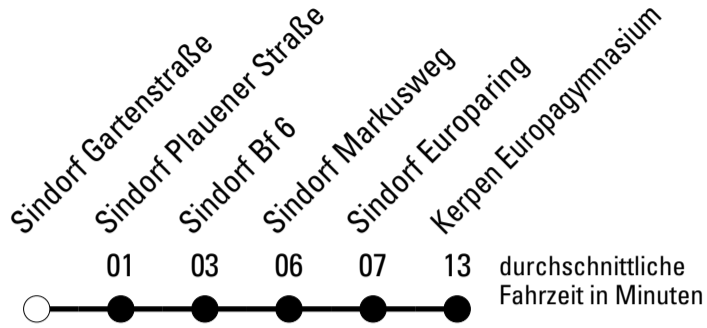 Sindorf Gartenstraße
Sindorf Plauener Straße
Sindorf Bf 6
Sindorf Markusweg
Sindorf Europaring
Kerpen Europagymnasium
01 03 06 07 13
durchschnittliche
Fahrzeit in Minuten